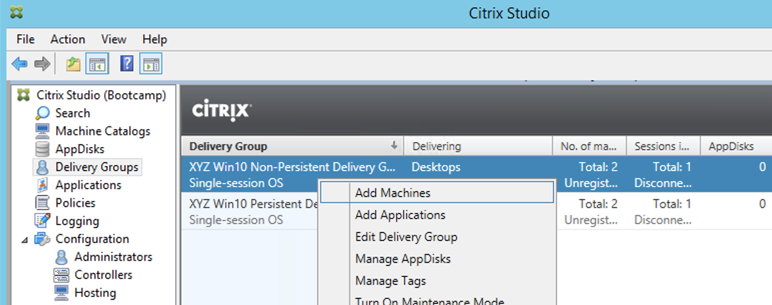 Citrix Studio
File Action View Help
Citrix Studio (Bootcamp)
Search
Machine Catalogs
AppDisks
Delivery Groups
Applications
Policies
Logging
Configuration
Administrators
Controllers
Hosting
CITRIX
Delivery Group Delivering No. of ma... Sessions i... AppDisks
XYZ Win10 Non-Persistent Delivery G... Desktops Total: 2 Total: 1 0
Single-session OS Unregist... Disconne...
XYZ Win10 Persistent De Total: 2 Total: 1 0
Single-session OS Unregist... Disconne...
Add Machines
Add Applications
Edit Delivery Group
Manage AppDisks
Manage Tags
Turn On Maintenance Mode